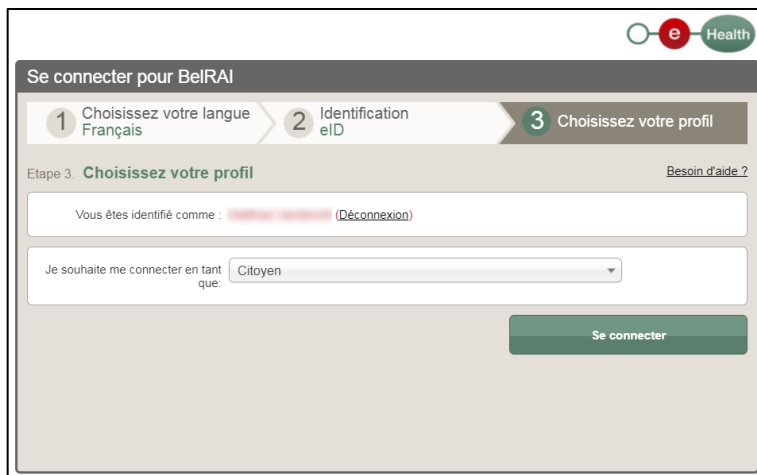 e Health
Se connecter pour BelRAI
1 Choisissez votre langue
Français
2 Identification
eID
3 Choisissez votre profil
Etape 3. Choisissez votre profil
Besoin d'aide ?
Vous êtes identifié comme : (Déconnexion)
Je souhaite me connecter en tant
que:
Citoyen
Se connecter